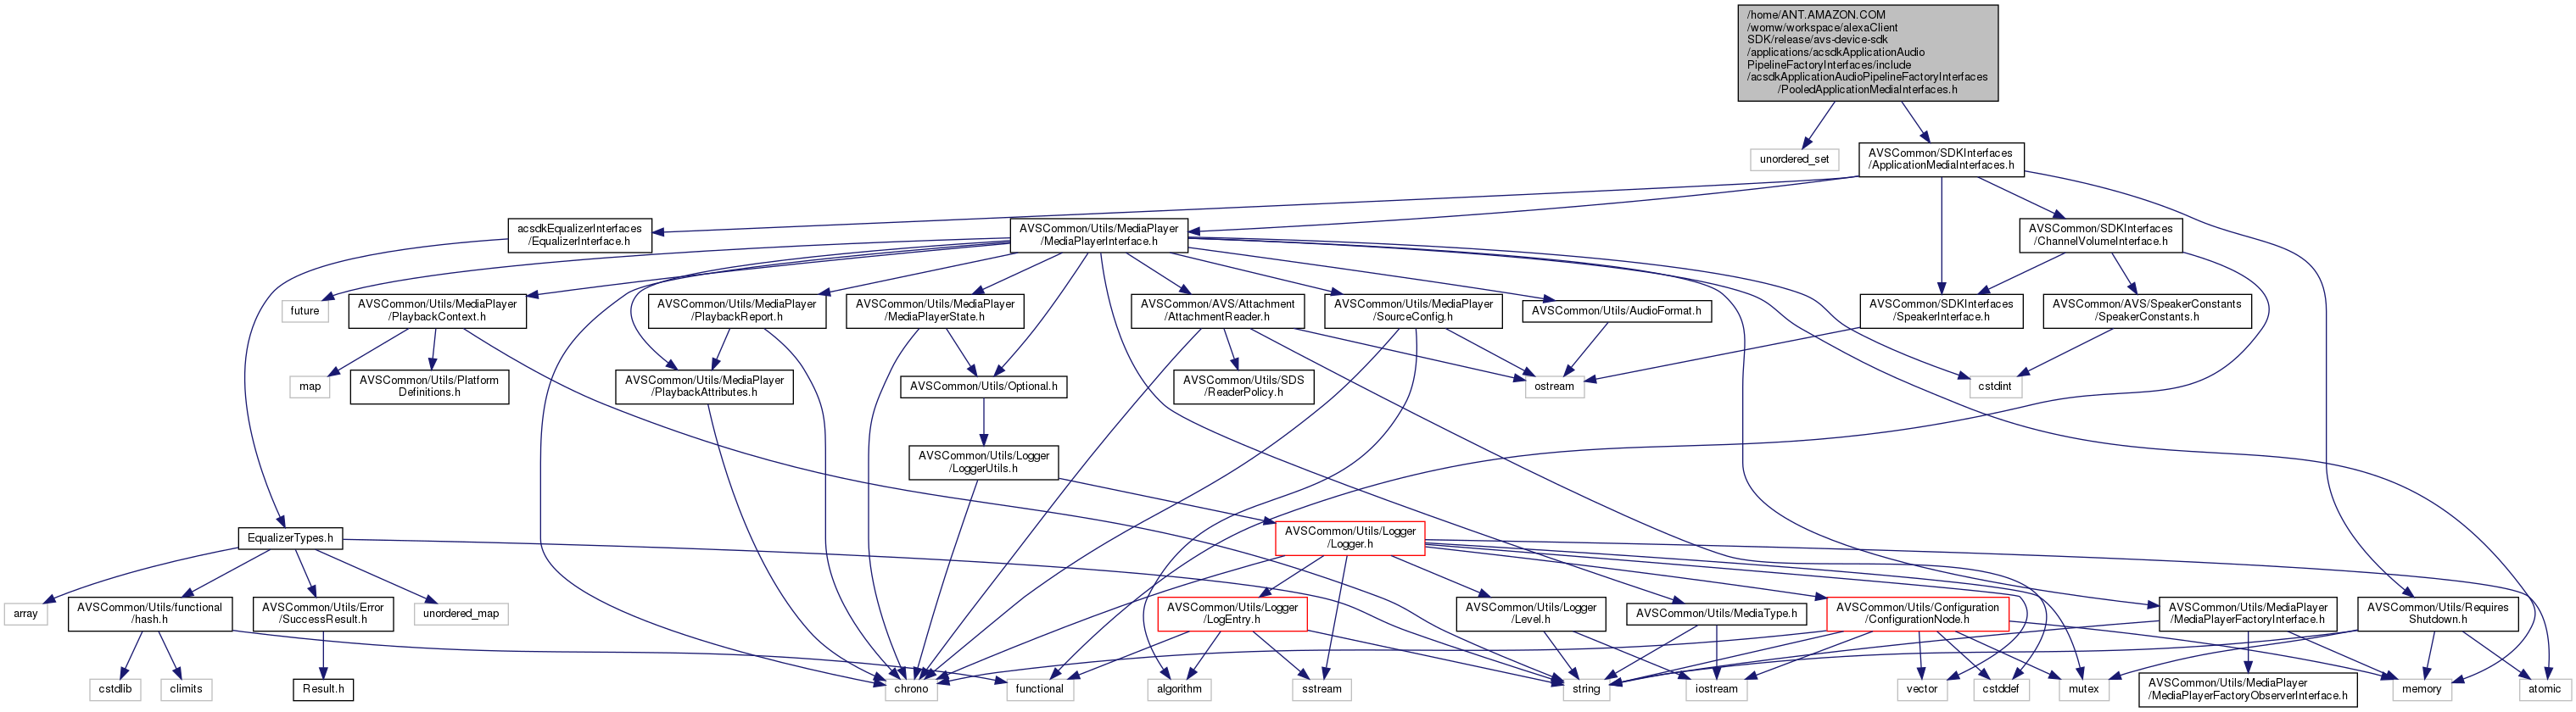 /home/ANT.AMAZON.COM
/womw/workspace/alexaClient
SDK/release/avs-device-sdk
/applications/acsdkApplicationAudio
PipelineFactoryInterfaces/include
/acsdkApplicationAudioPipelineFactoryInterfaces
/PooledApplicationMediaInterfaces.h
unordered_set
AVSCommon/SDKInterfaces
/ApplicationMediaInterfaces.h
acsdkEqualizerInterfaces
/EqualizerInterface.h
AVSCommon/Utils/MediaPlayer
/MediaPlayerInterface.h
AVSCommon/SDKInterfaces
/ChannelVolumeInterface.h
future
AVSCommon/Utils/MediaPlayer
/PlaybackContext.h
AVSCommon/Utils/MediaPlayer
/PlaybackReport.h
AVSCommon/Utils/MediaPlayer
/MediaPlayerState.h
AVSCommon/AVS/Attachment
/AttachmentReader.h
AVSCommon/Utils/MediaPlayer
/SourceConfig.h
AVSCommon/Utils/AudioFormat.h
AVSCommon/SDKInterfaces
/SpeakerInterface.h
AVSCommon/AVS/SpeakerConstants
/SpeakerConstants.h
map
AVSCommon/Utils/Platform
Definitions.h
AVSCommon/Utils/MediaPlayer
/PlaybackAttributes.h
AVSCommon/Utils/Optional.h
AVSCommon/Utils/SDS
/ReaderPolicy.h
ostream
cstdint
AVSCommon/Utils/Logger
/LoggerUtils.h
EqualizerTypes.h
AVSCommon/Utils/Logger
/Logger.h
array
AVSCommon/Utils/functional
/hash.h
AVSCommon/Utils/Error
/SuccessResult.h
unordered_map
AVSCommon/Utils/Logger
/LogEntry.h
AVSCommon/Utils/Logger
/Level.h
AVSCommon/Utils/MediaType.h
AVSCommon/Utils/Configuration
/ConfigurationNode.h
AVSCommon/Utils/MediaPlayer
/MediaPlayerFactoryInterface.h
AVSCommon/Utils/Requires
Shutdown.h
cstdlib
climits
Result.h
chrono
functional
algorithm
sstream
string
iostream
vector
cstddef
mutex
AVSCommon/Utils/MediaPlayer
/MediaPlayerFactoryObserverInterface.h
memory
atomic